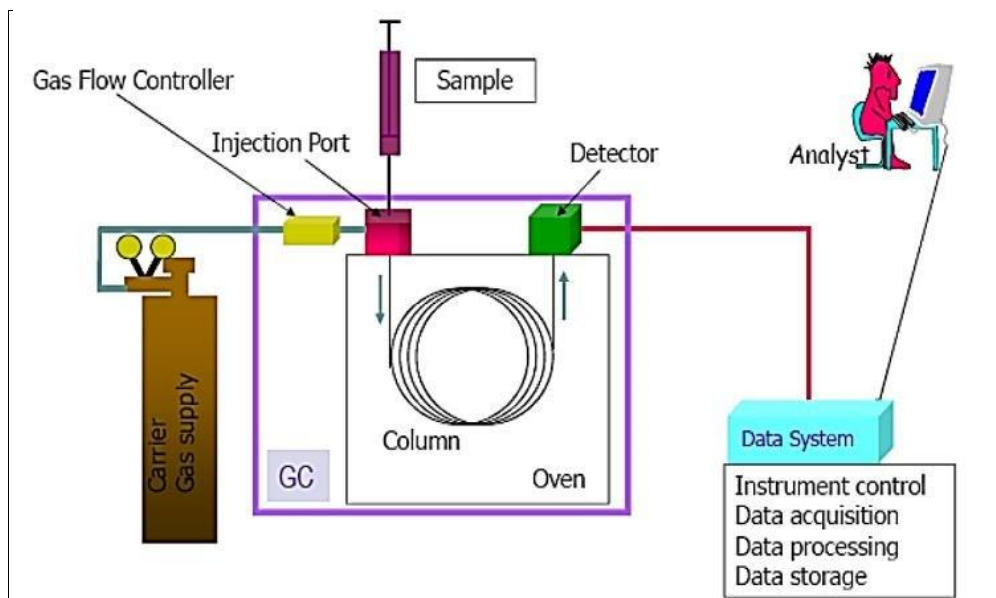 Gas Flow Controller
Sample
Injection Port
Detector
Analyst
Carrier
Gas supply
Column
GC
Oven
Data System
Instrument control
Data acquisition
Data processing
Data storage